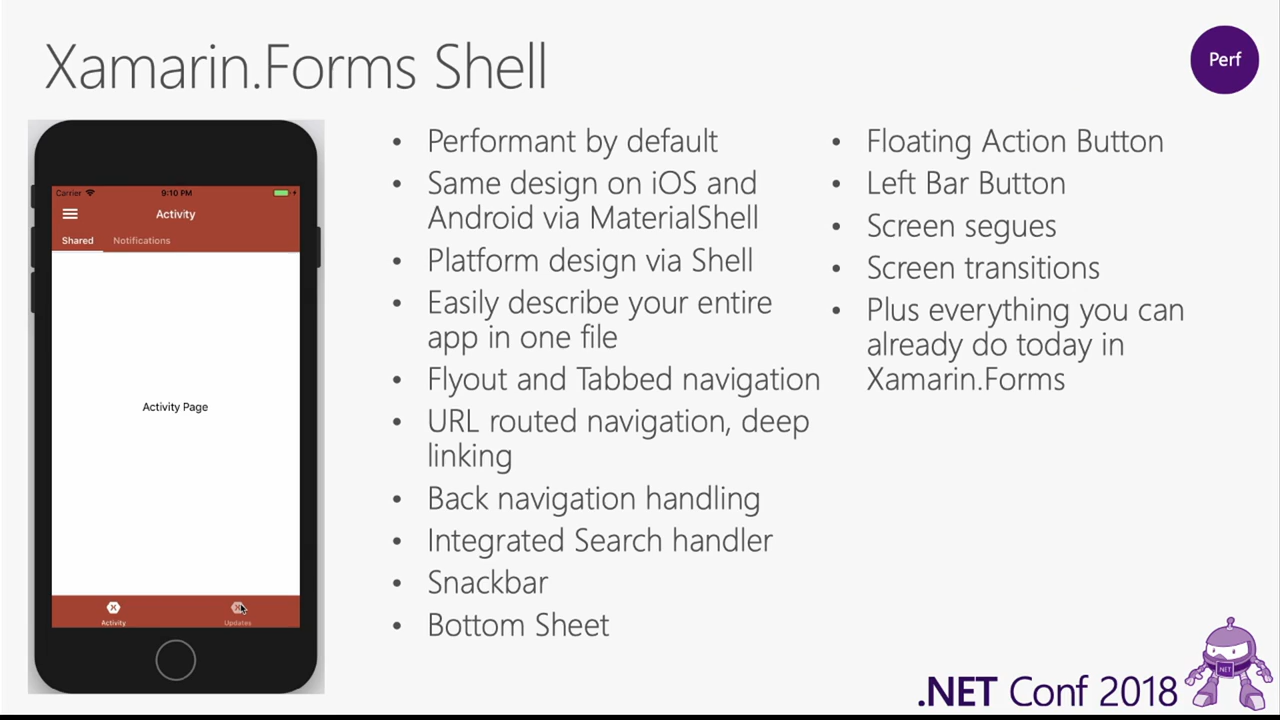 Xamarin.Forms Shell
Perf
Carrier
9:10 PM
Activity
Shared
Notifications
Activity Page
Activity
Updates
• Performant by default
• Same design on iOS and
Android via MaterialShell
• Platform design via Shell
• Easily describe your entire
app in one file
• Flyout and Tabbed navigation
• URL routed navigation, deep
linking
• Back navigation handling
• Integrated Search handler
• Snackbar
• Bottom Sheet
• Floating Action Button
• Left Bar Button
• Screen segues
• Screen transitions
• Plus everything you can
already do today in
Xamarin.Forms
.NET Conf 2018
.NET